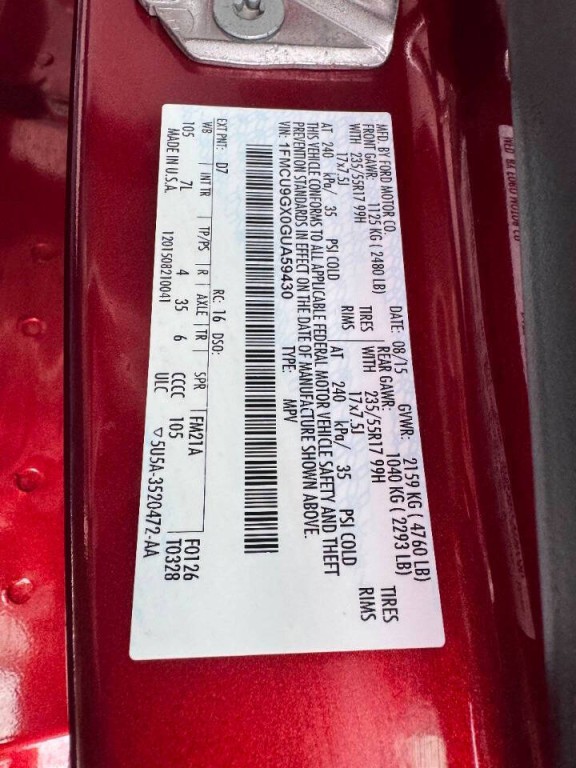 MFD. BY FORD MOTOR CO.
DATE: 08/15 GVWR: 2159 KG ( 4760 LB)
FRONT GAWR: 1125 KG ( 2480 LB) REAR GAWR: 1040 KG ( 2293 LB)
WITH 235/55R17 99H TIRES WITH 235/55R17 99H TIRES
17x7.5J RIMS 17x7.5J RIMS
AT 240 kPa/ 35 PSI COLD AT 240 kPa/ 35 PSI COLD
THIS VEHICLE CONFORMS TO ALL APPLICABLE FEDERAL MOTOR VEHICLE SAFETY AND THEFT
PREVENTION STANDARDS IN EFFECT ON THE DATE OF MANUFACTURE SHOWN ABOVE.
VIN: 1FMCU9GX0GUA59430 TYPE: MPV
EXT PNT: D7 RC: 16 DSO: F0126
WB INT TR TP/PS R AXLE TR SPR FM21A T0328
105 7L 4 35 6 CCCC 105
MADE IN U.S.A. 1201508210041 ULC ▽5U5A-3520472-AA